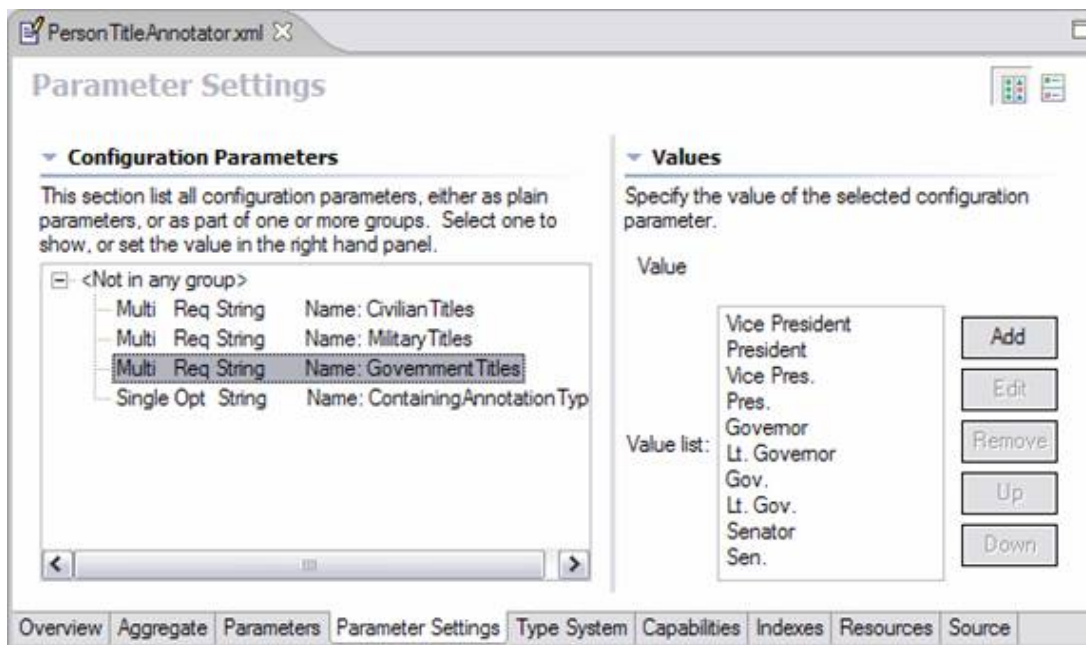 PersonTitleAnnotator.xml
Parameter Settings
Configuration Parameters
This section list all configuration parameters, either as plain
parameters, or as part of one or more groups. Select one to
show, or set the value in the right hand panel.
<Not in any group>
Multi Req String Name: CivilianTitles
Multi Req String Name: MilitaryTitles
Multi Req String Name: GovernmentTitles
Single Opt String Name: ContainingAnnotationTyp
Values
Specify the value of the selected configuration
parameter.
Value
Value list:
Vice President
President
Vice Pres.
Pres.
Governor
Lt. Governor
Gov.
Lt. Gov.
Senator
Sen.
Add
Edit
Remove
Up
Down
Overview Aggregate Parameters Parameter Settings Type System Capabilities Indexes Resources Source